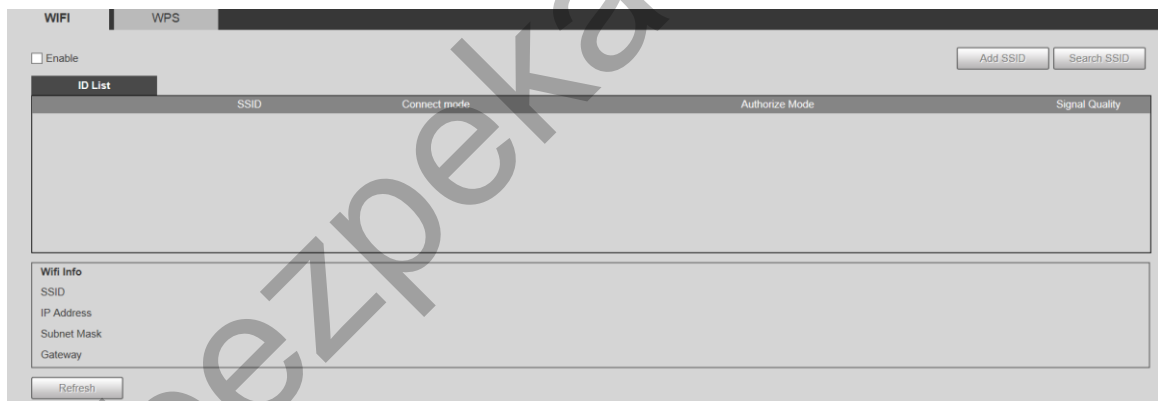 WIFI WPS
Enable Add SSID Search SSID
ID List
SSID Connect mode Authorize Mode Signal Quality
Wifi Info
SSID
IP Address
Subnet Mask
Gateway
Refresh
bezpeka